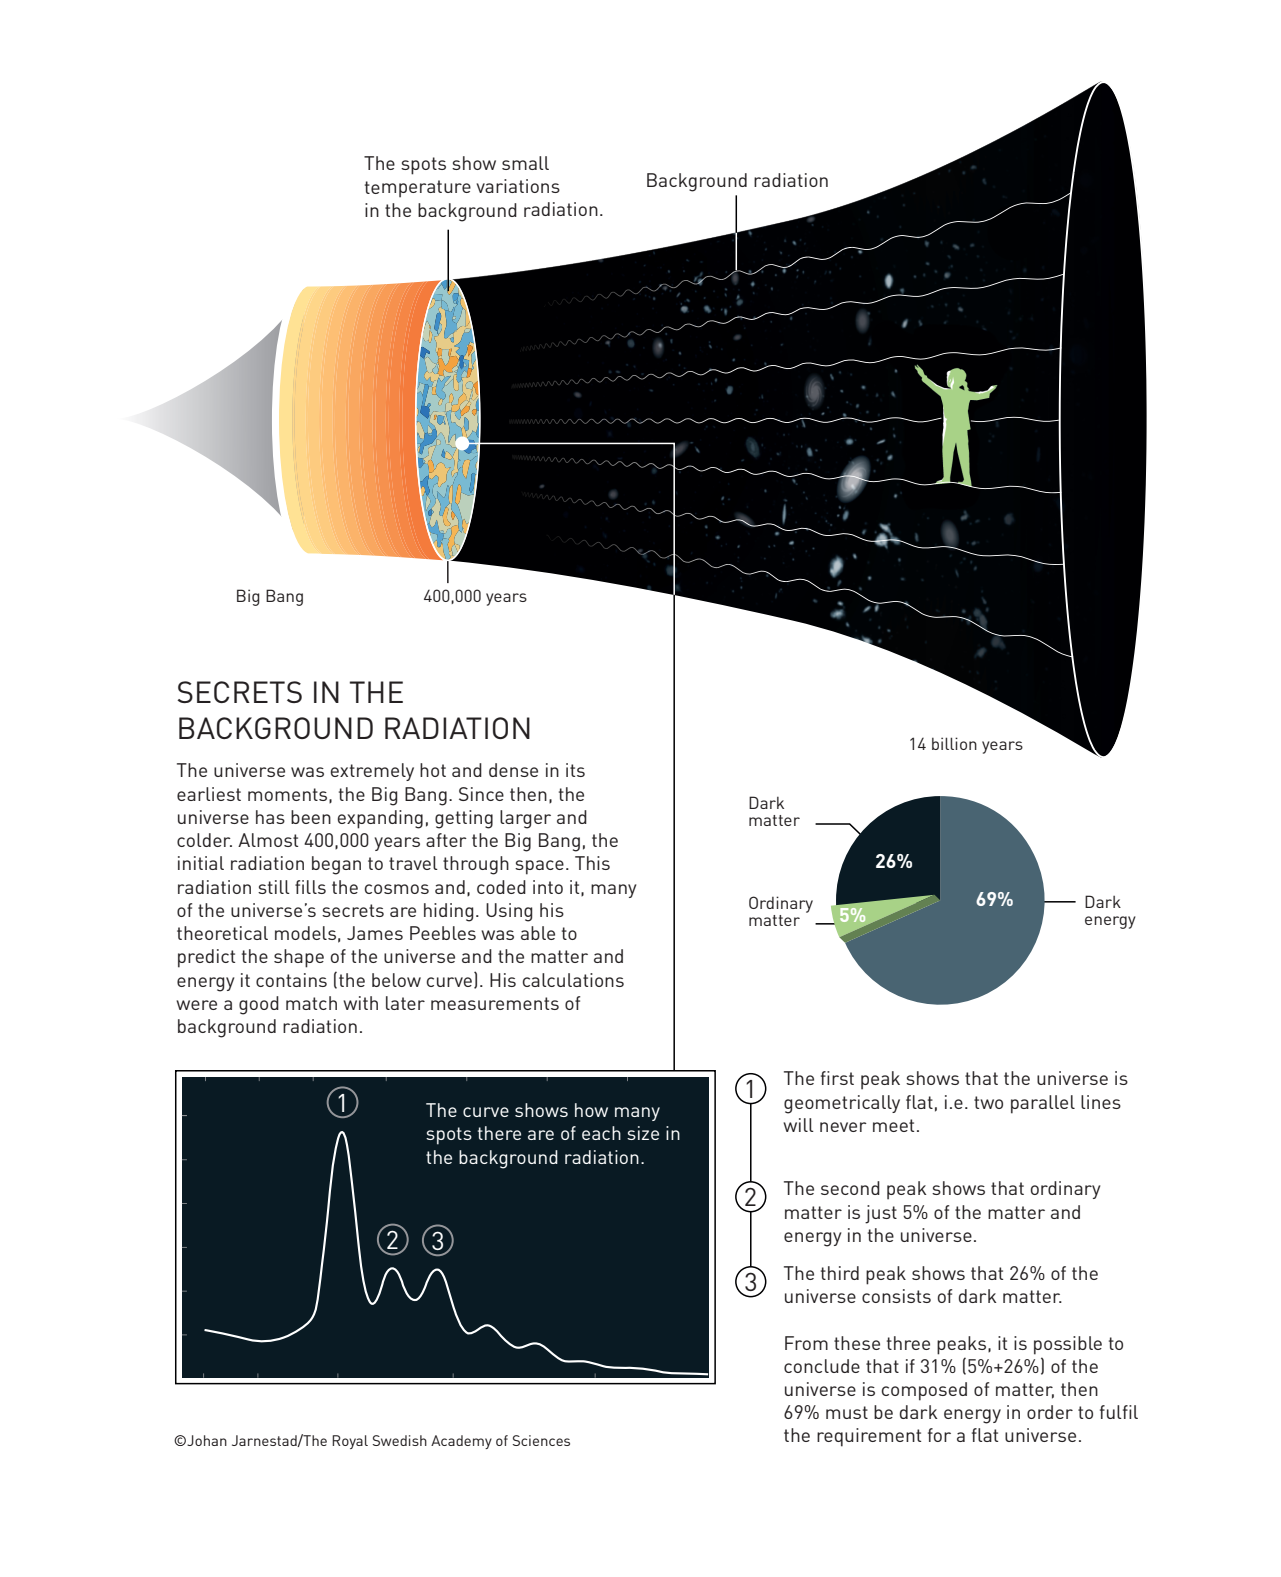 The spots show small
temperature variations
in the background radiation.
Background radiation
Big Bang
400,000 years
14 billion years
SECRETS IN THE
BACKGROUND RADIATION
The universe was extremely hot and dense in its
earliest moments, the Big Bang. Since then, the
universe has been expanding, getting larger and
colder. Almost 400,000 years after the Big Bang, the
initial radiation began to travel through space. This
radiation still fills the cosmos and, coded into it, many
of the universe's secrets are hiding. Using his
theoretical models, James Peebles was able to
predict the shape of the universe and the matter and
energy it contains (the below curve). His calculations
were a good match with later measurements of
background radiation.
Dark
matter
26%
Ordinary
matter
5%
69%
Dark
energy
1
2
3
The curve shows how many
spots there are of each size in
the background radiation.
1
The first peak shows that the universe is
geometrically flat, i.e. two parallel lines
will never meet.
2
The second peak shows that ordinary
matter is just 5% of the matter and
energy in the universe.
3
The third peak shows that 26% of the
universe consists of dark matter.
From these three peaks, it is possible to
conclude that if 31% (5%+26%) of the
universe is composed of matter, then
69% must be dark energy in order to fulfil
the requirement for a flat universe.
©Johan Jarnestad/The Royal Swedish Academy of Sciences